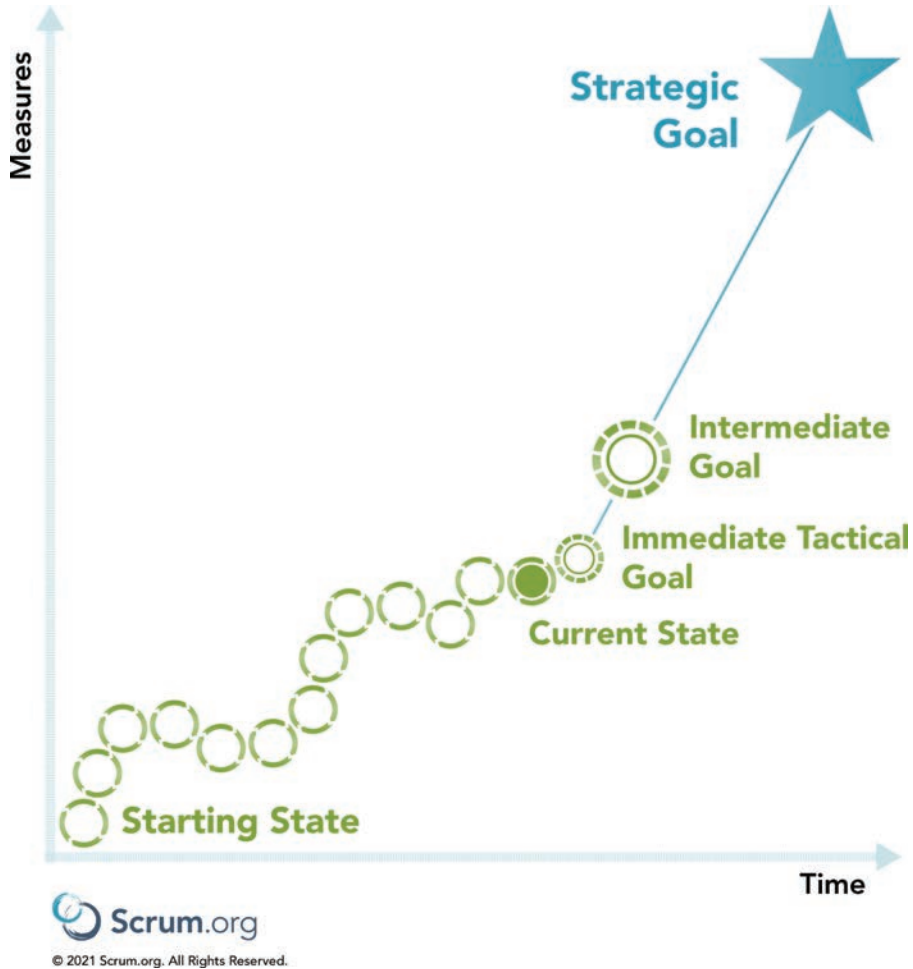 Measures
Strategic
Goal
Intermediate
Goal
Immediate Tactical
Goal
Current State
Starting State
Time
Scrum.org
© 2021 Scrum.org. All Rights Reserved.